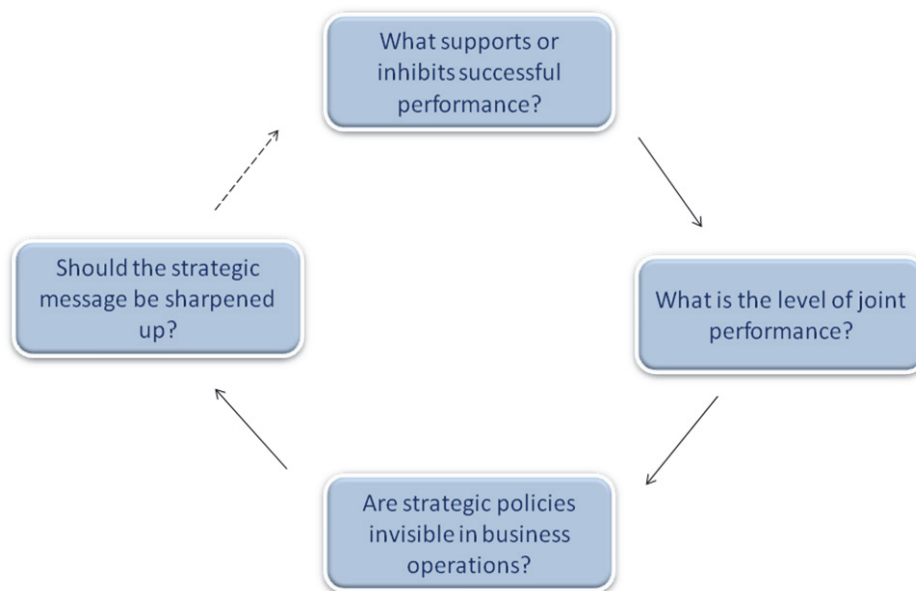 What supports or
inhibits successful
performance?
Should the strategic
message be sharpened
up?
What is the level of joint
performance?
Are strategic policies
invisible in business
operations?